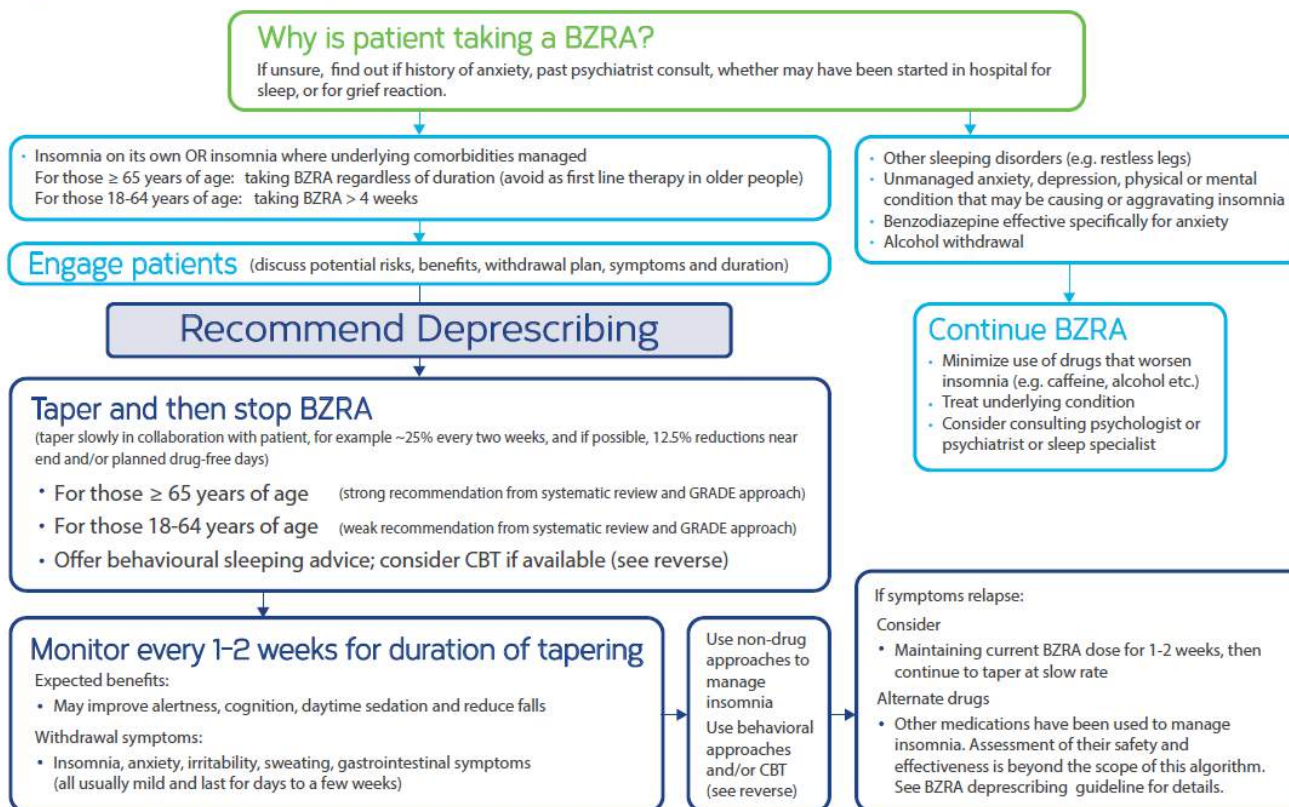 Why is patient taking a BZRA?
If unsure, find out if history of anxiety, past psychiatrist consult, whether may have been started in hospital for
sleep, or for grief reaction.
• Insomnia on its own OR insomnia where underlying comorbidities managed
For those ≥ 65 years of age: taking BZRA regardless of duration (avoid as first line therapy in older people)
For those 18-64 years of age: taking BZRA > 4 weeks
Engage patients (discuss potential risks, benefits, withdrawal plan, symptoms and duration)
Recommend Deprescribing
Taper and then stop BZRA
(taper slowly in collaboration with patient, for example ~25% every two weeks, and if possible, 12.5% reductions near
end and/or planned drug-free days)
• For those ≥ 65 years of age (strong recommendation from systematic review and GRADE approach)
• For those 18-64 years of age (weak recommendation from systematic review and GRADE approach)
• Offer behavioural sleeping advice; consider CBT if available (see reverse)
• Other sleeping disorders (e.g. restless legs)
• Unmanaged anxiety, depression, physical or mental
condition that may be causing or aggravating insomnia
• Benzodiazepine effective specifically for anxiety
• Alcohol withdrawal
Continue BZRA
• Minimize use of drugs that worsen
insomnia (e.g. caffeine, alcohol etc.)
• Treat underlying condition
• Consider consulting psychologist or
psychiatrist or sleep specialist
Monitor every 1-2 weeks for duration of tapering
Expected benefits:
• May improve alertness, cognition, daytime sedation and reduce falls
Withdrawal symptoms:
• Insomnia, anxiety, irritability, sweating, gastrointestinal symptoms
(all usually mild and last for days to a few weeks)
Use non-drug
approaches to
manage
insomnia
Use behavioral
approaches
and/or CBT
(see reverse)
If symptoms relapse:
Consider
• Maintaining current BZRA dose for 1-2 weeks, then
continue to taper at slow rate
Alternate drugs
• Other medications have been used to manage
insomnia. Assessment of their safety and
effectiveness is beyond the scope of this algorithm.
See BZRA deprescribing guideline for details.